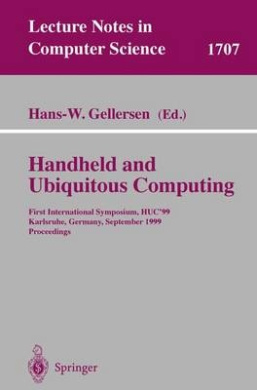 Lecture Notes in
Computer Science 1707
Hans-W. Gellersen (Ed.)
Handheld and
Ubiquitous Computing
First International Symposium, HUC'99
Karlsruhe, Germany, September 1999
Proceedings
Springer